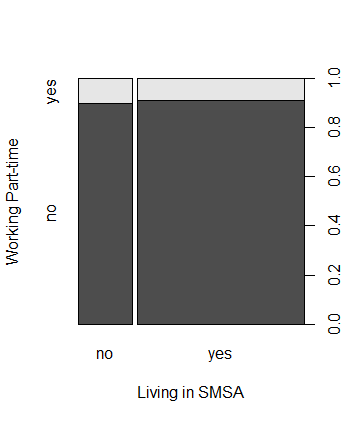 yes
no
Working Part-time
1.0
0.8
0.6
0.4
0.2
0.0
no
yes
Living in SMSA